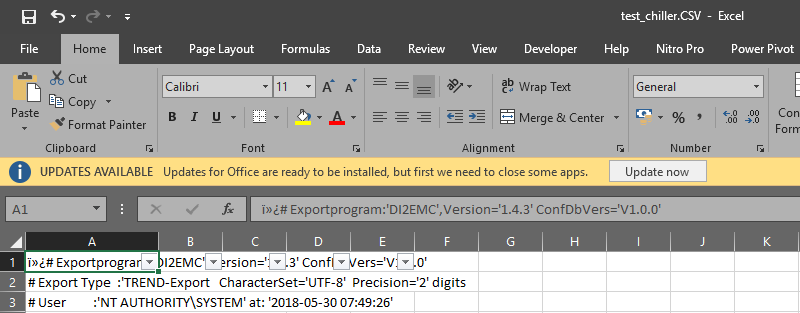 test_chiller.CSV - Excel
File Home Insert Page Layout Formulas Data Review View Developer Help Nitro Pro Power Pivot
Cut Calibri 11 A A ab Wrap Text General
Copy
Paste Format Painter B I U A Merge & Center $ % , .00
Clipboard Font Alignment Number
UPDATES AVAILABLE Updates for Office are ready to be installed, but first we need to close some apps. Update now
A1 fx ï»¿# Exportprogram:'DI2EMC',Version='1.4.3' ConfDbVers='V1.0.0'
A B C D E F G H I J K
1 ï»¿# Exportprogram DI2EMC' ersion='1 .3' Conf Vers='V1 .0'
2 # Export Type :'TREND-Export CharacterSet='UTF-8' Precision='2' digits
3 # User :'NT AUTHORITY\SYSTEM' at: '2018-05-30 07:49:26'